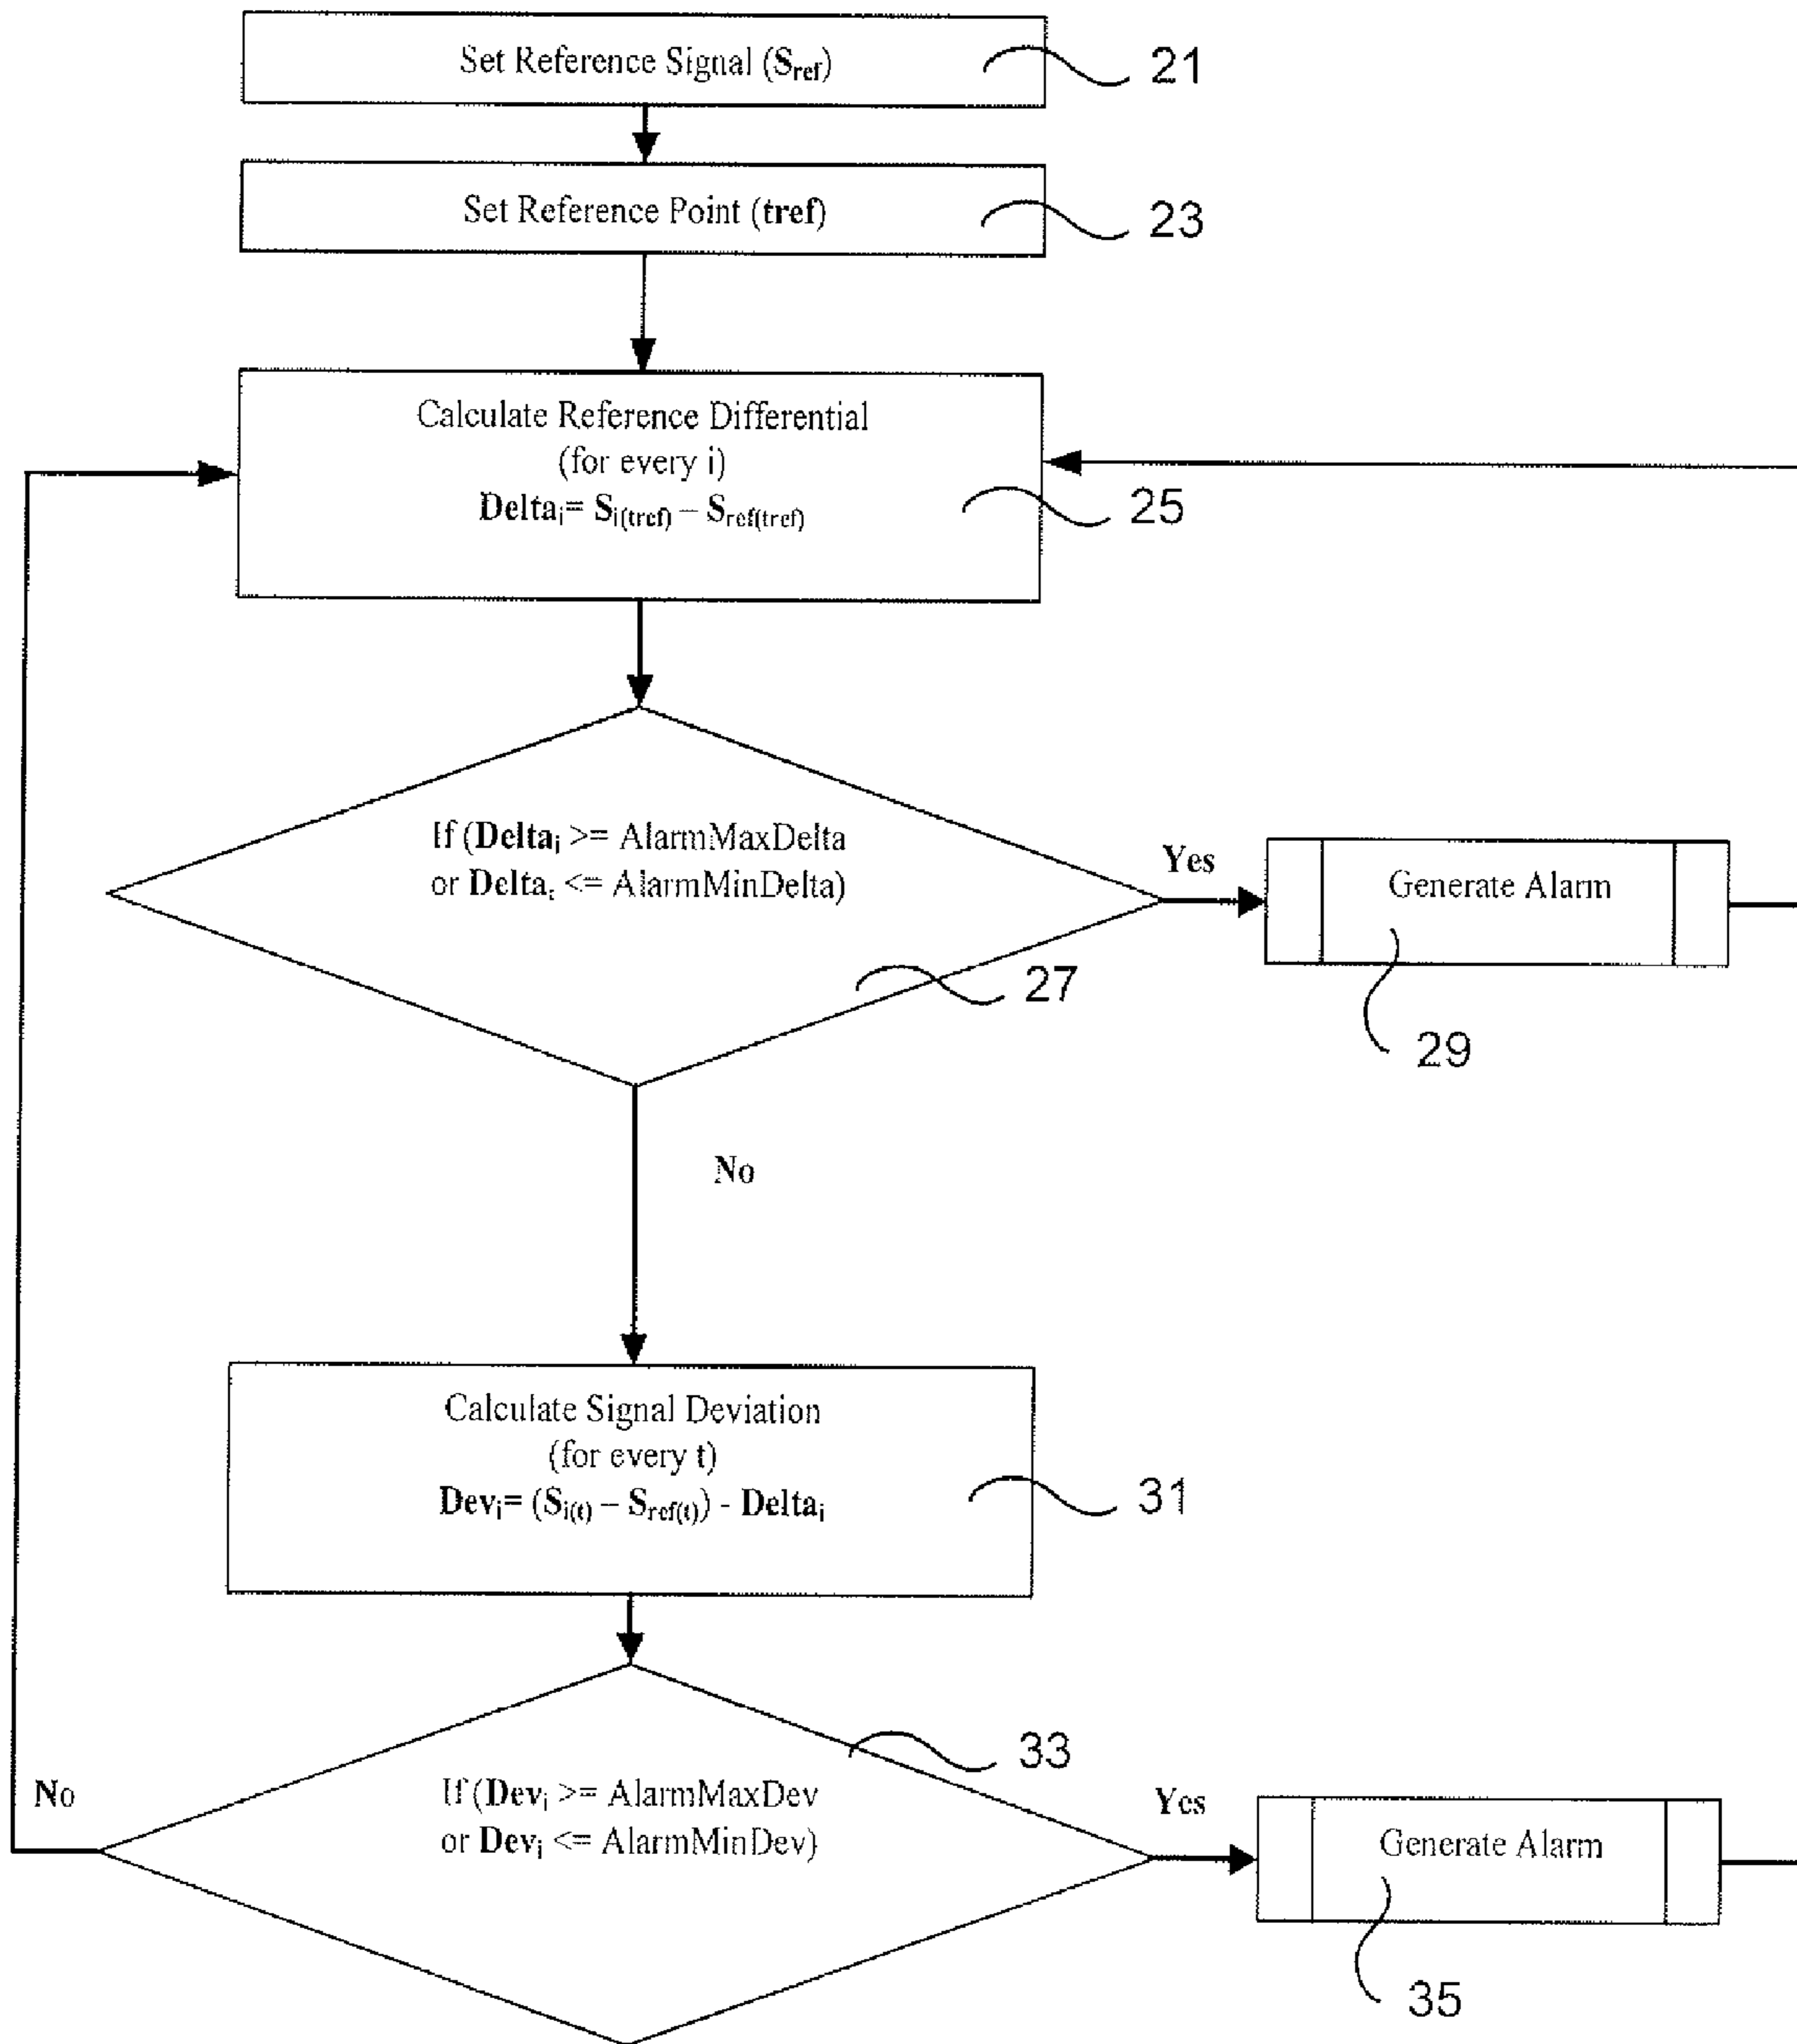 Set Reference Signal (Sref)
21
Set Reference Point (tref)
23
Calculate Reference Differential
(for every i)
Deltai= Si(tref) – Sref(tref)
25
If (Deltai >= AlarmMaxDelta
or Deltai <= AlarmMinDelta)
27
Yes
Generate Alarm
29
No
Calculate Signal Deviation
(for every t)
Devi= (Si(t) – Sref(t)) - Deltai
31
33
If (Devi >= AlarmMaxDev
or Devi <= AlarmMinDev)
No
Yes
Generate Alarm
35